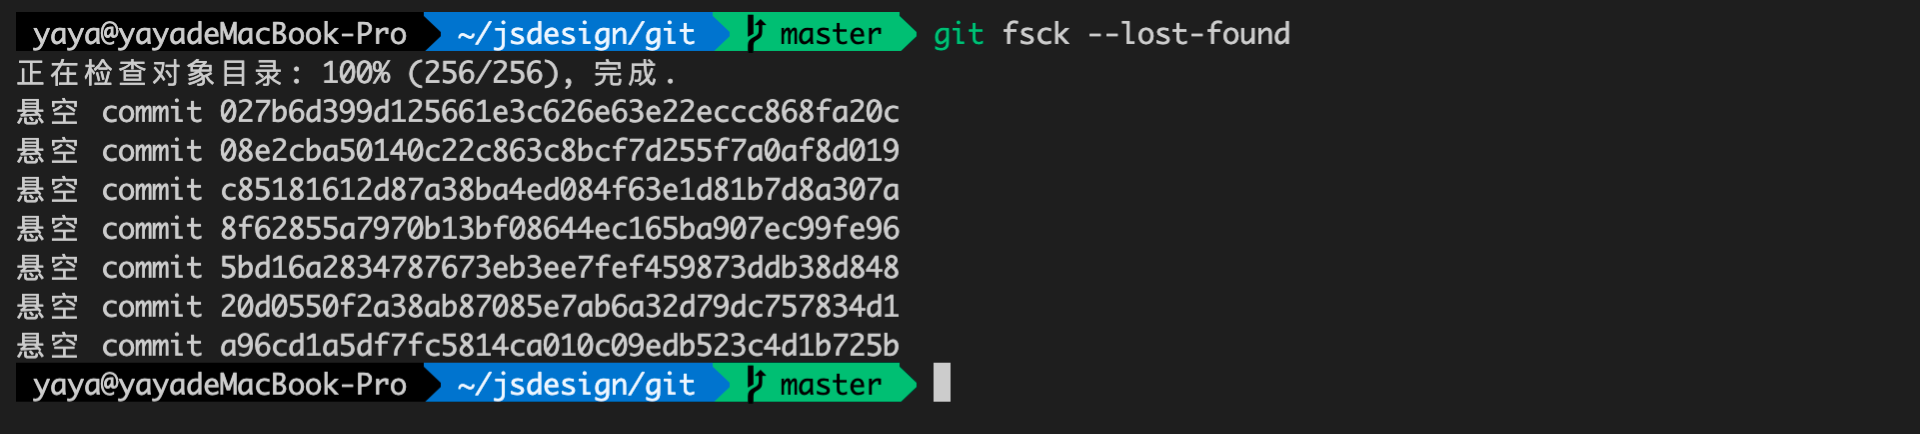 yaya@yayadeMacBook-Pro ~/jsdesign/git master git fsck --lost-found
正在检查对象目录: 100% (256/256), 完成.
悬空 commit 027b6d399d125661e3c626e63e22eccc868fa20c
悬空 commit 08e2cba50140c22c863c8bcf7d255f7a0af8d019
悬空 commit c85181612d87a38ba4ed084f63e1d81b7d8a307a
悬空 commit 8f62855a7970b13bf08644ec165ba907ec99fe96
悬空 commit 5bd16a2834787673eb3ee7fef459873ddb38d848
悬空 commit 20d0550f2a38ab87085e7ab6a32d79dc757834d1
悬空 commit a96cd1a5df7fc5814ca010c09edb523c4d1b725b
yaya@yayadeMacBook-Pro ~/jsdesign/git master